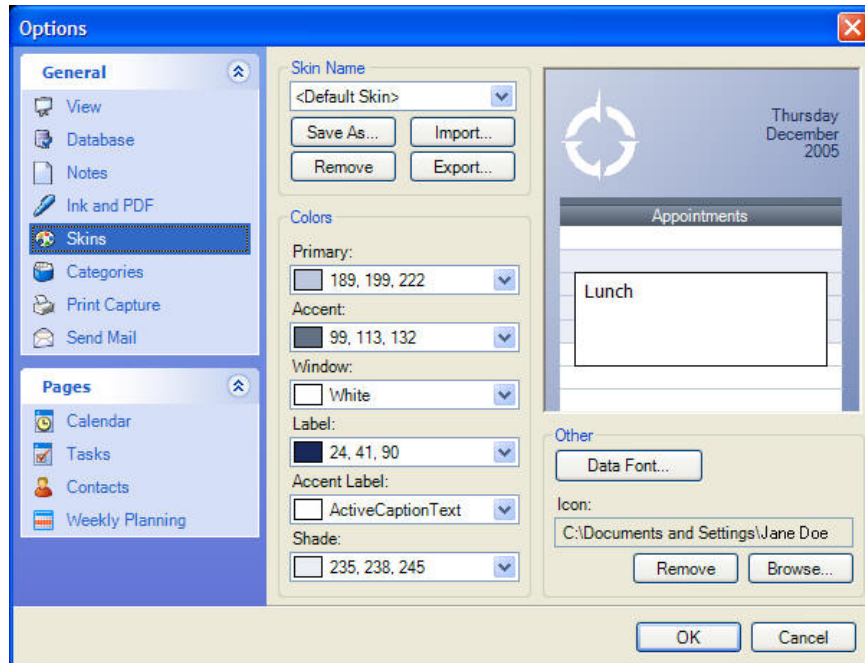 Options
General
View
Database
Notes
Ink and PDF
Skins
Categories
Print Capture
Send Mail
Pages
Calendar
Tasks
Contacts
Weekly Planning
Skin Name
<Default Skin>
Save As... Import...
Remove Export...
Colors
Primary:
189, 199, 222
Accent:
99, 113, 132
Window:
White
Label:
24, 41, 90
Accent Label:
ActiveCaptionText
Shade:
235, 238, 245
Thursday
December
2005
Appointments
Lunch
Other
Data Font...
Icon:
C:\Documents and Settings\Jane Doe
Remove Browse...
OK Cancel